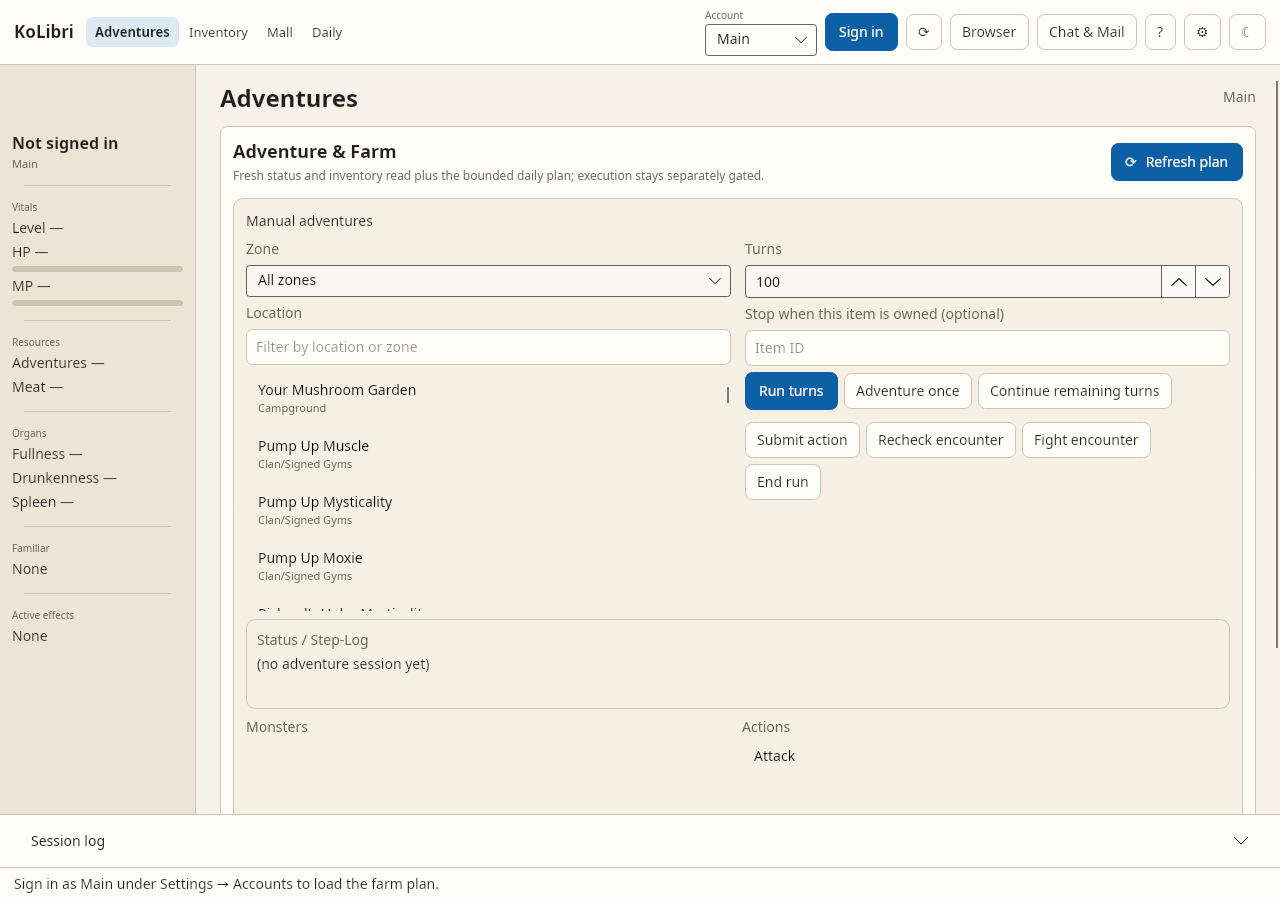 KoLibri
Adventures
Inventory
Mall
Daily
Account
Main
Sign in
Browser
Chat & Mail
?
Not signed in
Main
Vitals
Level —
HP —
MP —
Resources
Adventures —
Meat —
Organs
Fullness —
Drunkenness —
Spleen —
Familiar
None
Active effects
None
Adventures
Main
Adventure & Farm
Fresh status and inventory read plus the bounded daily plan; execution stays separately gated.
Refresh plan
Manual adventures
Zone
All zones
Location
Filter by location or zone
Your Mushroom Garden
Campground
Pump Up Muscle
Clan/Signed Gyms
Pump Up Mysticality
Clan/Signed Gyms
Pump Up Moxie
Clan/Signed Gyms
Turns
100
Stop when this item is owned (optional)
Item ID
Run turns
Adventure once
Continue remaining turns
Submit action
Recheck encounter
Fight encounter
End run
Status / Step-Log
(no adventure session yet)
Monsters
Actions
Attack
Session log
Sign in as Main under Settings → Accounts to load the farm plan.